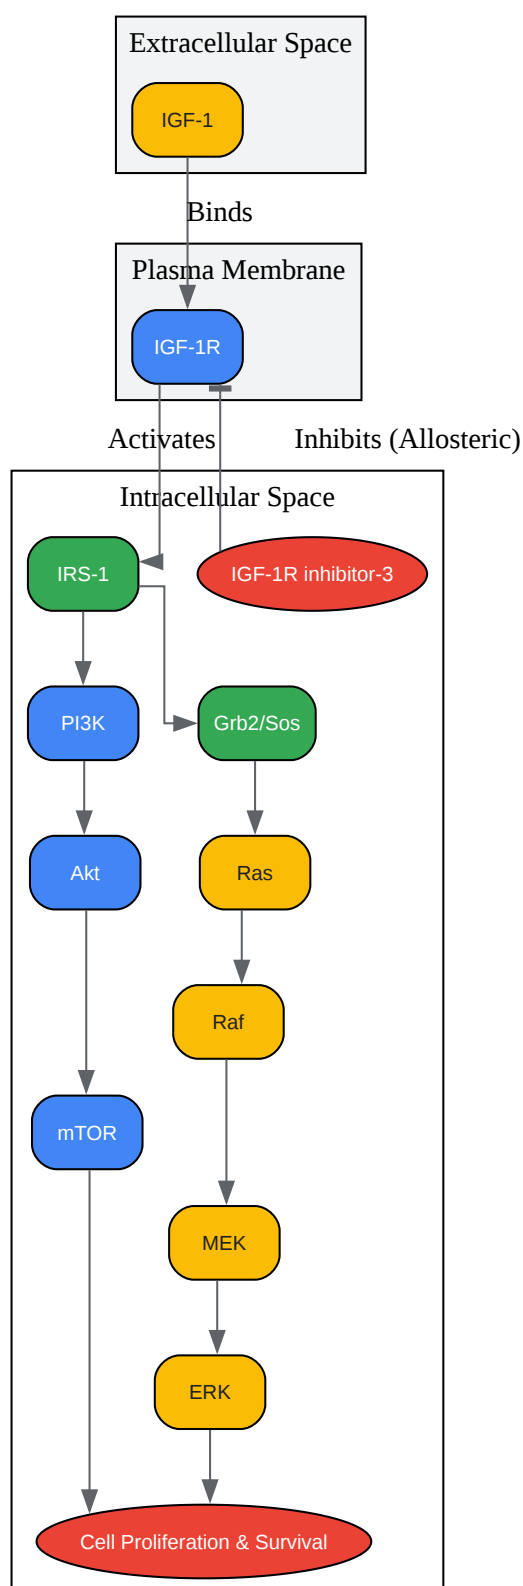 Extracellular Space
IGF-1
Binds
Plasma Membrane
IGF-1R
Activates
Inhibits (Allosteric)
Intracellular Space
IRS-1
IGF-1R inhibitor-3
PI3K
Grb2/Sos
Akt
Ras
Raf
mTOR
MEK
ERK
Cell Proliferation & Survival